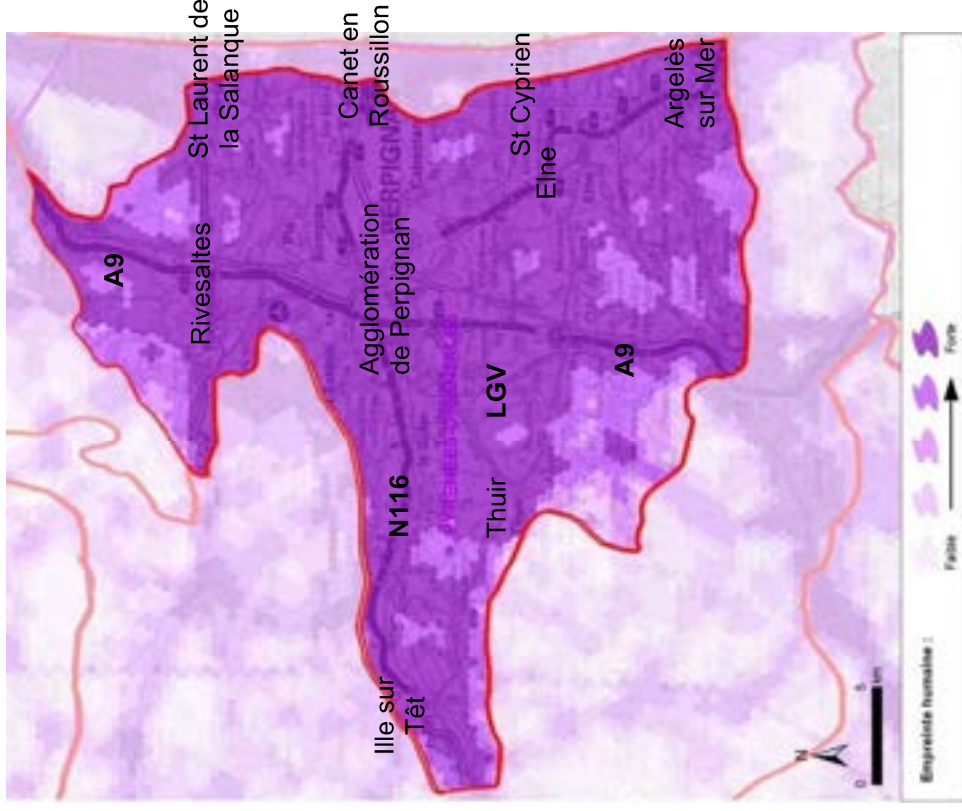 St Laurent de
la Salanque
Canet en
Roussillon
St Cyprien
Argelès
sur Mer
Elne
A9
Rivesaltes
Agglomération
de Perpignan
LGV
A9
N116
Thuir
Ille sur
Têt
N
0 5 km
Empreinte humaine :
Faible
Forte